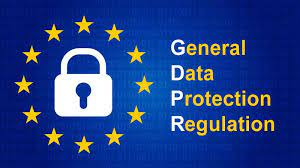 General
Data
Protection
Regulation